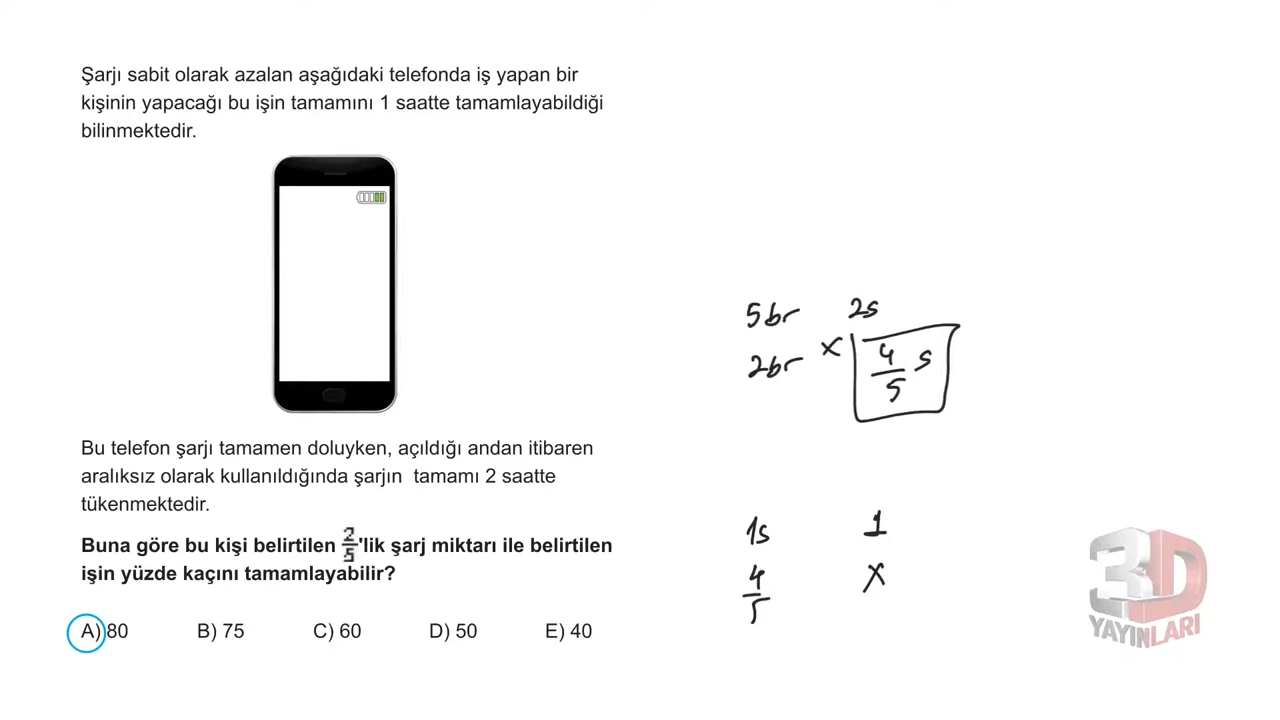 Şarjı sabit olarak azalan aşağıdaki telefonda iş yapan bir
kişinin yapacağı bu işin tamamını 1 saatte tamamlayabildiği
bilinmektedir.
Bu telefon şarjı tamamen doluyken, açıldığı andan itibaren
aralıksız olarak kullanıldığında şarjın tamamı 2 saatte
tükenmektedir.
Buna göre bu kişi belirtilen 2/5'lik şarj miktarı ile belirtilen
işin yüzde kaçını tamamlayabilir?
A) 80 B) 75 C) 60 D) 50 E) 40
5br 2s
2br x 4/5 s
1s 1
4/5 x
3D
YAYINLARI